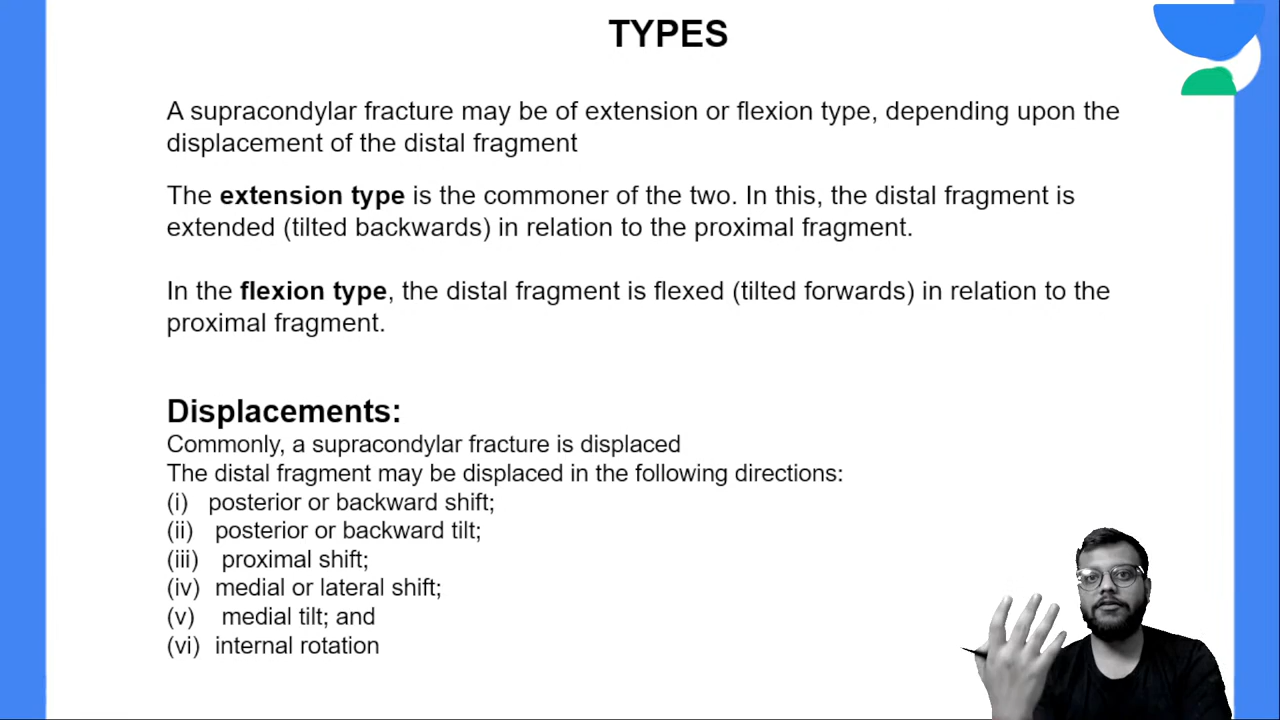 TYPES
A supracondylar fracture may be of extension or flexion type, depending upon the
displacement of the distal fragment
The extension type is the commoner of the two. In this, the distal fragment is
extended (tilted backwards) in relation to the proximal fragment.
In the flexion type, the distal fragment is flexed (tilted forwards) in relation to the
proximal fragment.
Displacements:
Commonly, a supracondylar fracture is displaced
The distal fragment may be displaced in the following directions:
(i) posterior or backward shift;
(ii) posterior or backward tilt;
(iii) proximal shift;
(iv) medial or lateral shift;
(v) medial tilt; and
(vi) internal rotation